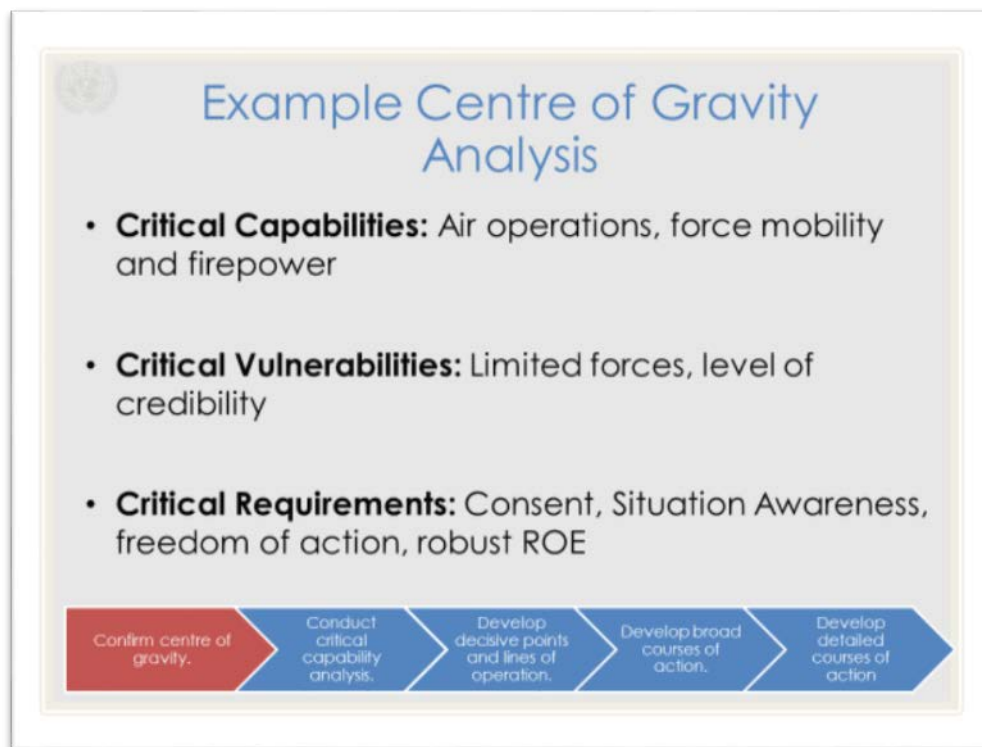 Example Centre of Gravity
Analysis
• Critical Capabilities: Air operations, force mobility
and firepower
• Critical Vulnerabilities: Limited forces, level of
credibility
• Critical Requirements: Consent, Situation Awareness,
freedom of action, robust ROE
Confirm centre of
gravity.
Conduct
critical
capability
analysis.
Develop
decisive points
and lines of
operation.
Develop broad
courses of
action.
Develop
detailed
courses of
action